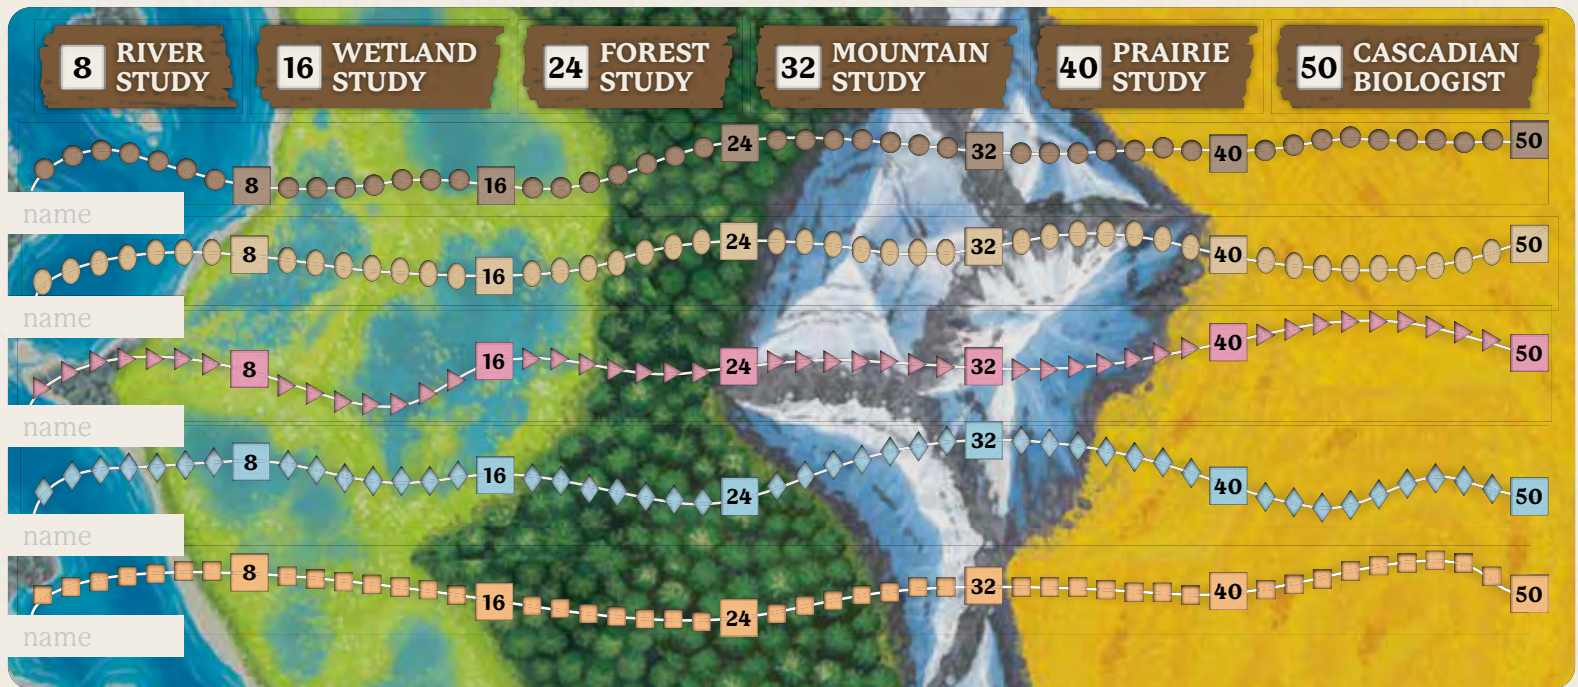 8 RIVER STUDY
16 WETLAND STUDY
24 FOREST STUDY
32 MOUNTAIN STUDY
40 PRAIRIE STUDY
50 CASCADIAN BIOLOGIST
8 16 24 32 40 50
name
8 16 24 32 40 50
name
8 16 24 32 40 50
name
8 16 24 32 40 50
name
8 16 24 32 40 50
name